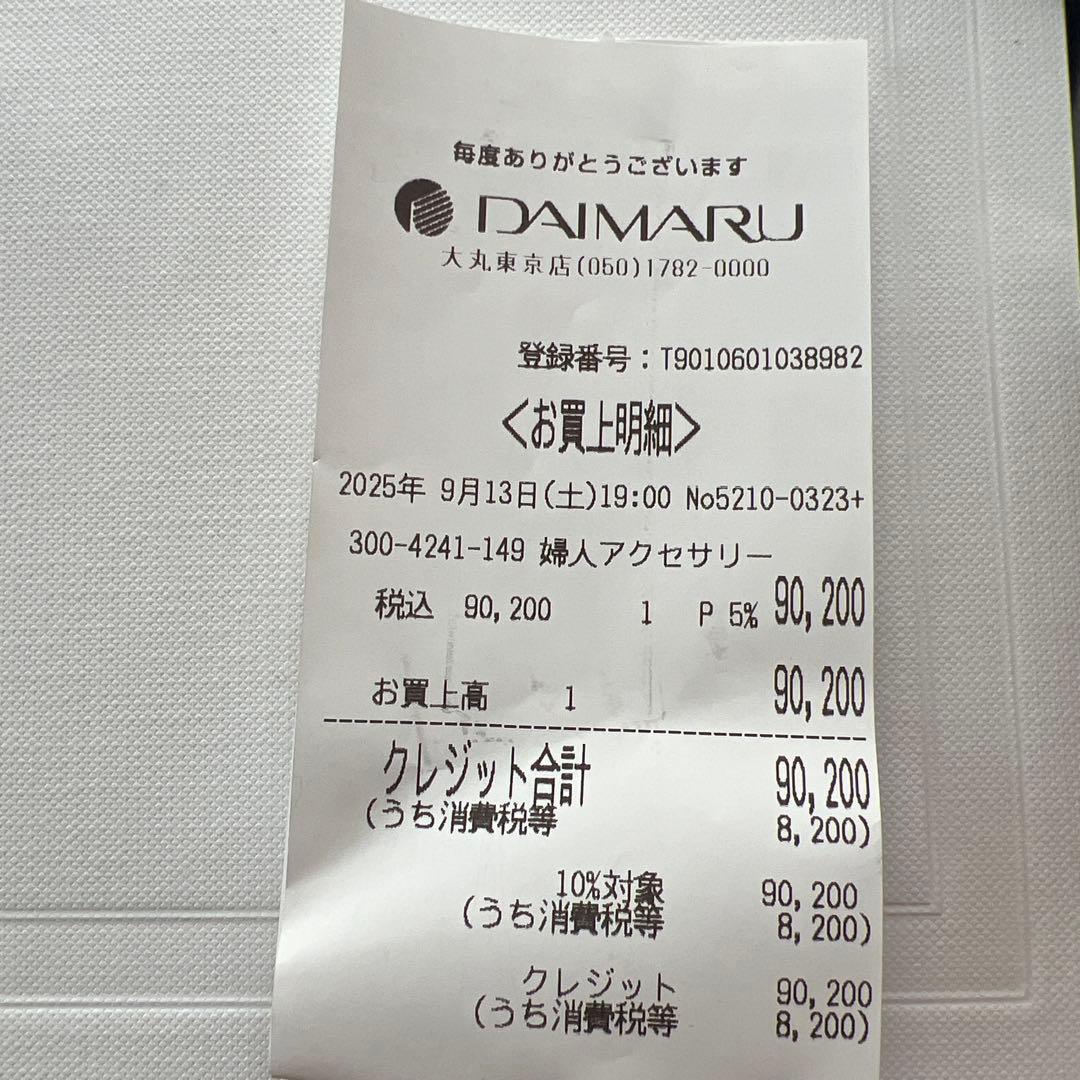 毎度ありがとうございます
DAIMARU
大丸東京店(050)1782-0000
登録番号:T9010601038982
<お買上明細>
2025年 9月13日(土)19:00 No5210-0323+
300-4241-149 婦人アクセサリー
税込 90,200 1 P 5% 90,200
お買上高 1 90,200
クレジット合計 90,200
(うち消費税等 8,200)
10%対象 90,200
(うち消費税等 8,200)
クレジット 90,200
(うち消費税等 8,200)